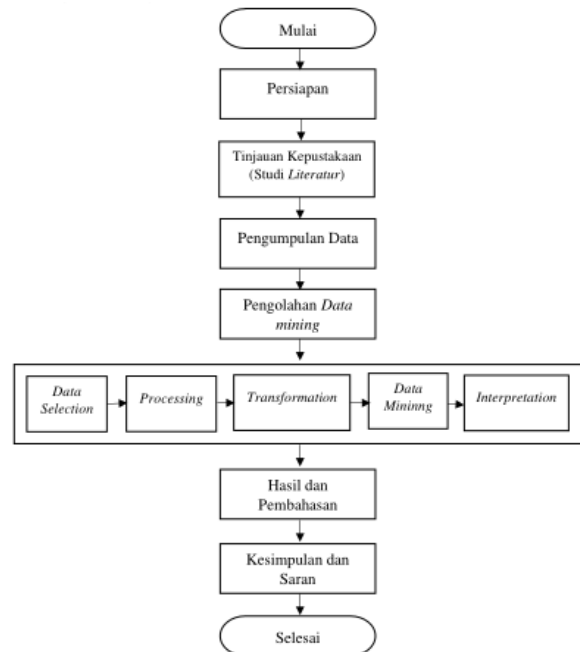 Mulai
Persiapan
Tinjauan Kepustakaan
(Studi Literatur)
Pengumpulan Data
Pengolahan Data
mining
Data
Selection
Processing
Transformation
Data
Mininng
Interpretation
Hasil dan
Pembahasan
Kesimpulan dan
Saran
Selesai